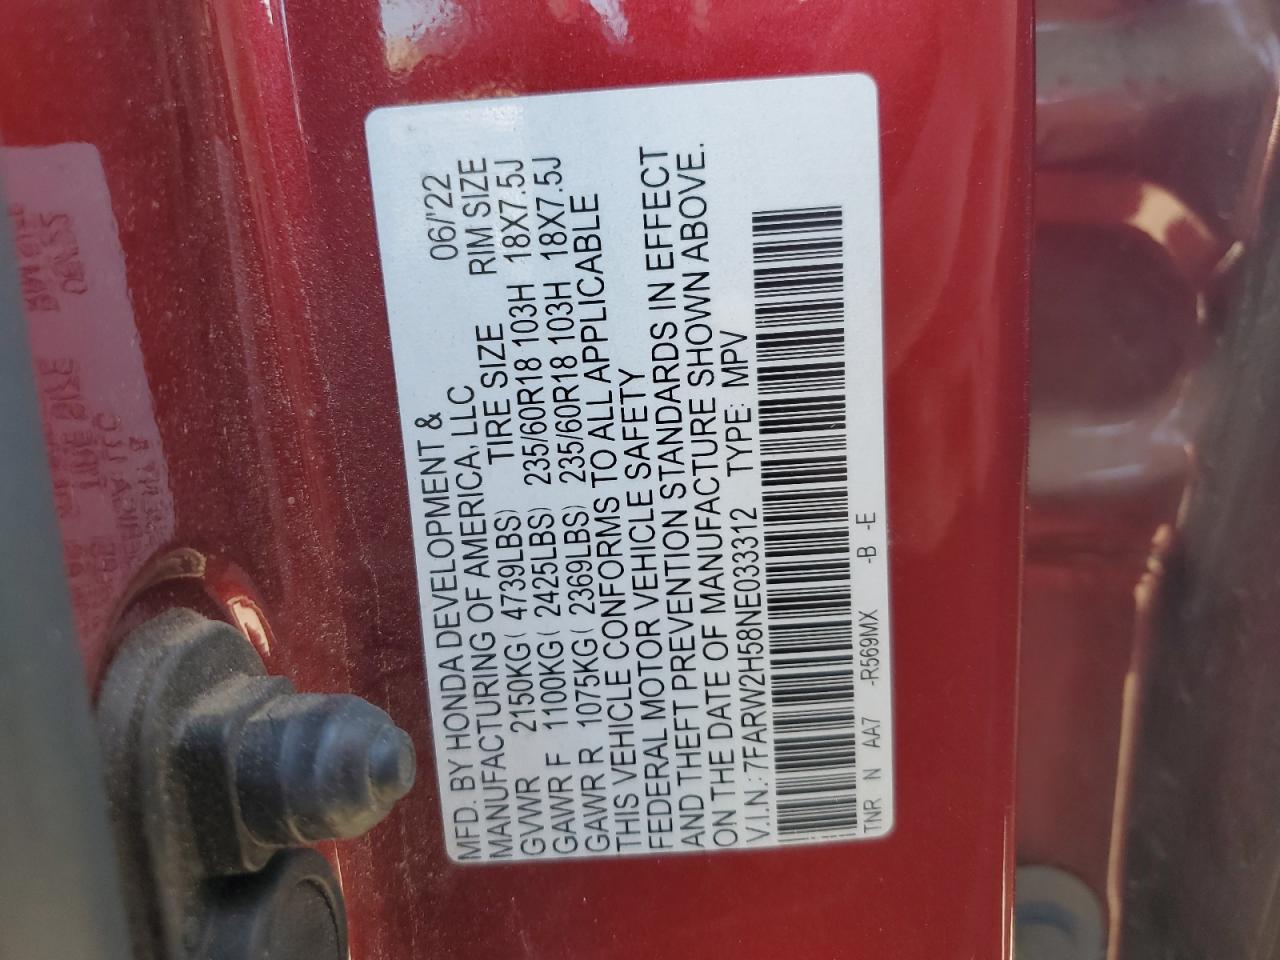 MFD. BY HONDA DEVELOPMENT &
MANUFACTURING OF AMERICA, LLC 06/'22
GVWR 2150KG( 4739LBS) TIRE SIZE RIM SIZE
GAWR F 1100KG( 2425LBS) 235/60R18 103H 18X7.5J
GAWR R 1075KG( 2369LBS) 235/60R18 103H 18X7.5J
THIS VEHICLE CONFORMS TO ALL APPLICABLE
FEDERAL MOTOR VEHICLE SAFETY
AND THEFT PREVENTION STANDARDS IN EFFECT
ON THE DATE OF MANUFACTURE SHOWN ABOVE.
V.I.N.: 7FARW2H58NE033312 TYPE: MPV
TNR N AA7 -R569MX -B -E